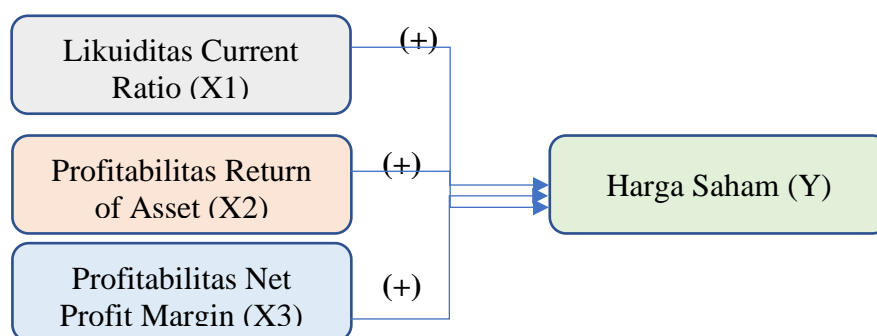 Likuiditas Current
Ratio (X1)
(+)
Profitabilitas Return
of Asset (X2)
(+)
Harga Saham (Y)
Profitabilitas Net
Profit Margin (X3)
(+)